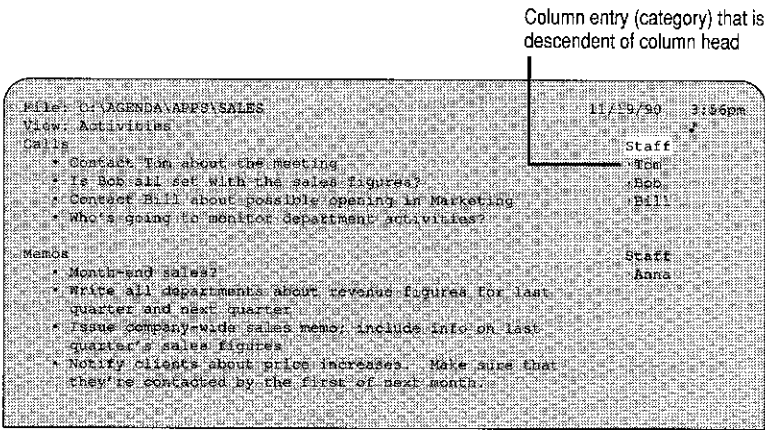 Column entry (category) that is
descendent of column head
File: C:\AGENDA\APPS\SALES 3:56pm
View: Activities ♪
Calls Staff
• Contact Tom about the meeting ·Tom
• Is Bob all set with the sales figures? ·Bob
• Contact Bill about possible opening in Marketing ·Bill
• Who's going to monitor department activities?
Memos Staff
• Month-end sales? ·Anna
• Write all departments about revenue figures for last
quarter and next quarter
• Issue company-wide sales memo; include info on last
quarter's sales figures
• Notify clients about price increases. Make sure that
they're contacted by the first of next month.